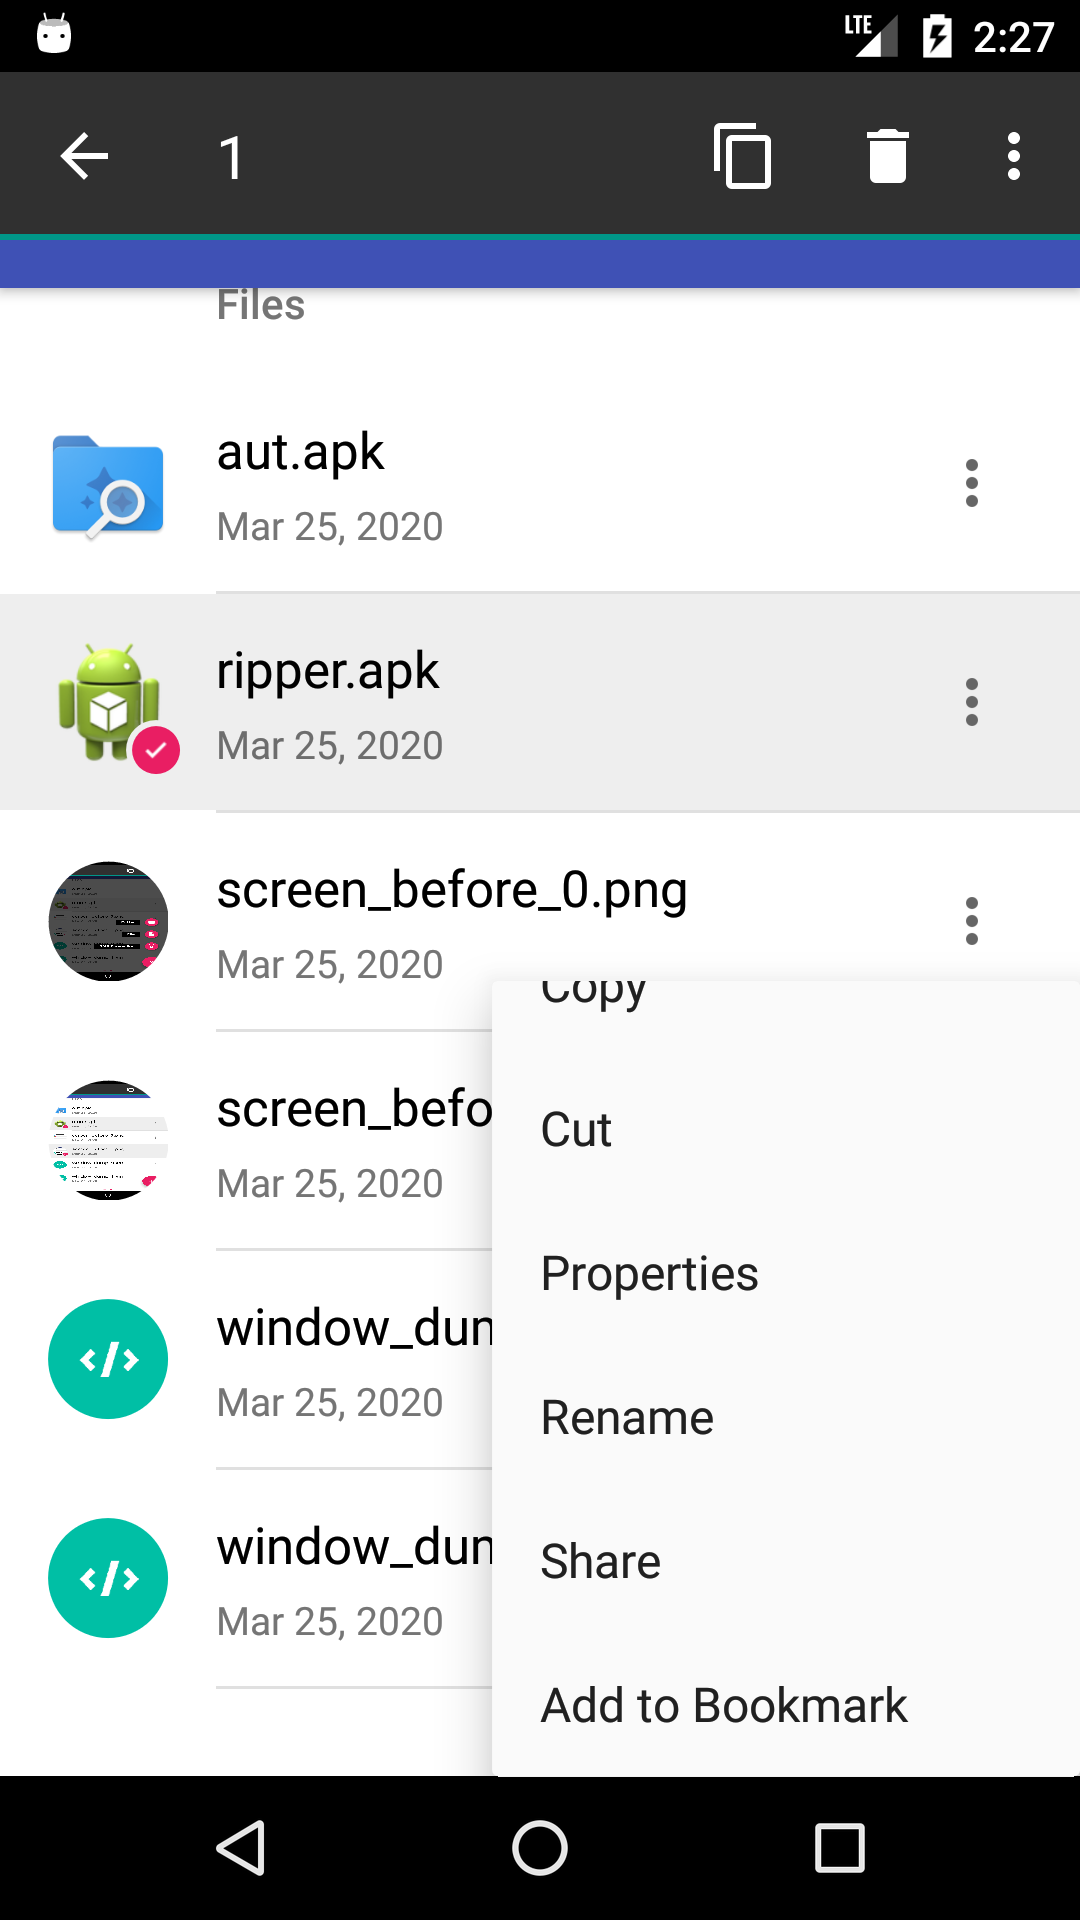 LTE
2:27
1
Files
aut.apk
Mar 25, 2020
ripper.apk
Mar 25, 2020
screen_before_0.png
Mar 25, 2020
Copy
screen_befo
Cut
Mar 25, 2020
Properties
window_dun
Mar 25, 2020
Rename
window_dun
Share
Mar 25, 2020
Add to Bookmark